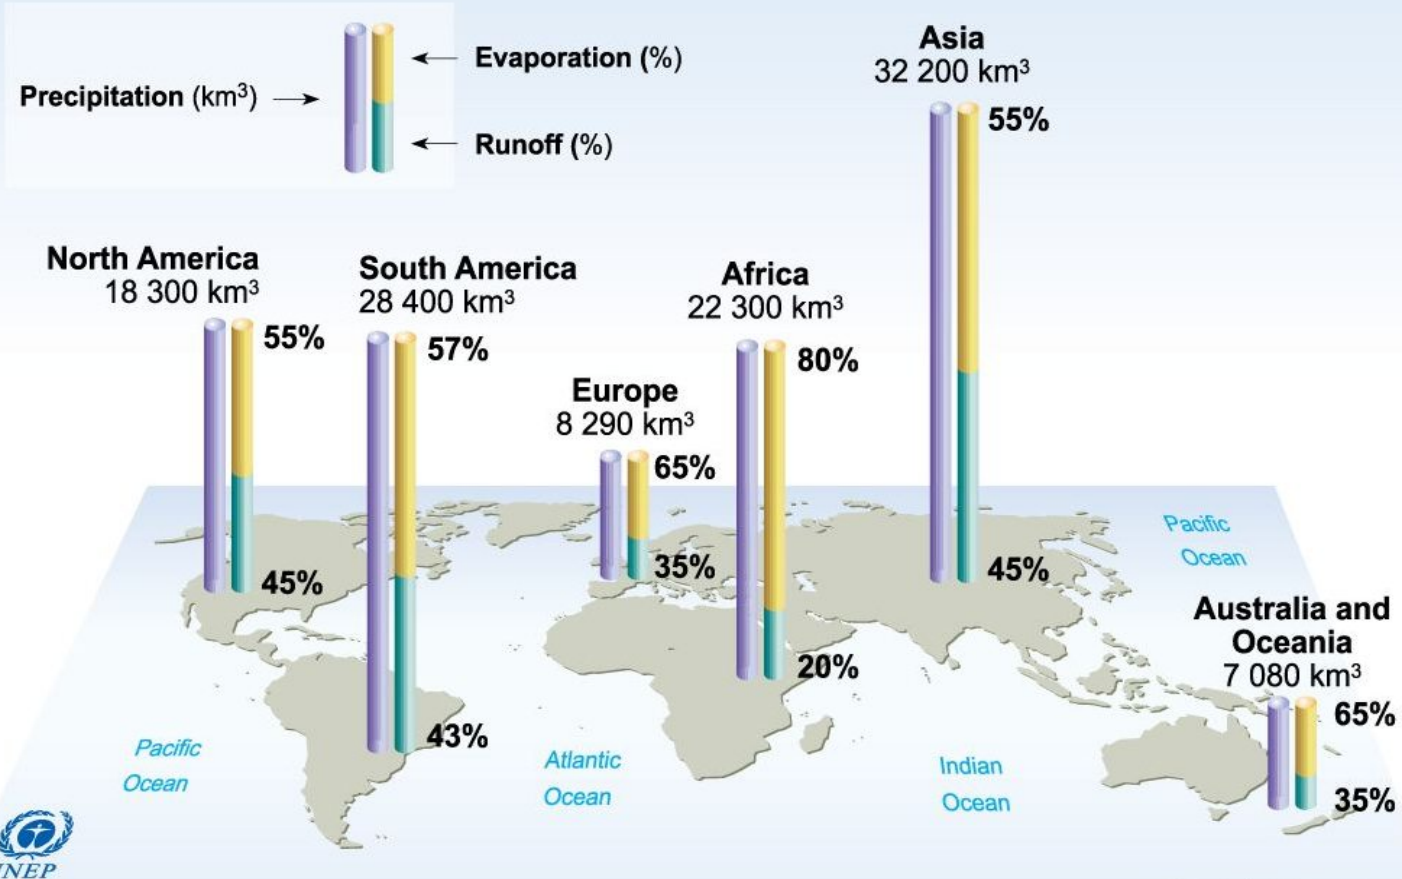 Precipitation (km³)
Evaporation (%)
Runoff (%)
North America
18 300 km³
55%
45%
South America
28 400 km³
57%
43%
Europe
8 290 km³
65%
35%
Africa
22 300 km³
80%
20%
Asia
32 200 km³
55%
45%
Australia and
Oceania
7 080 km³
65%
35%
Pacific
Ocean
Pacific
Ocean
Atlantic
Ocean
Indian
Ocean
UNEP